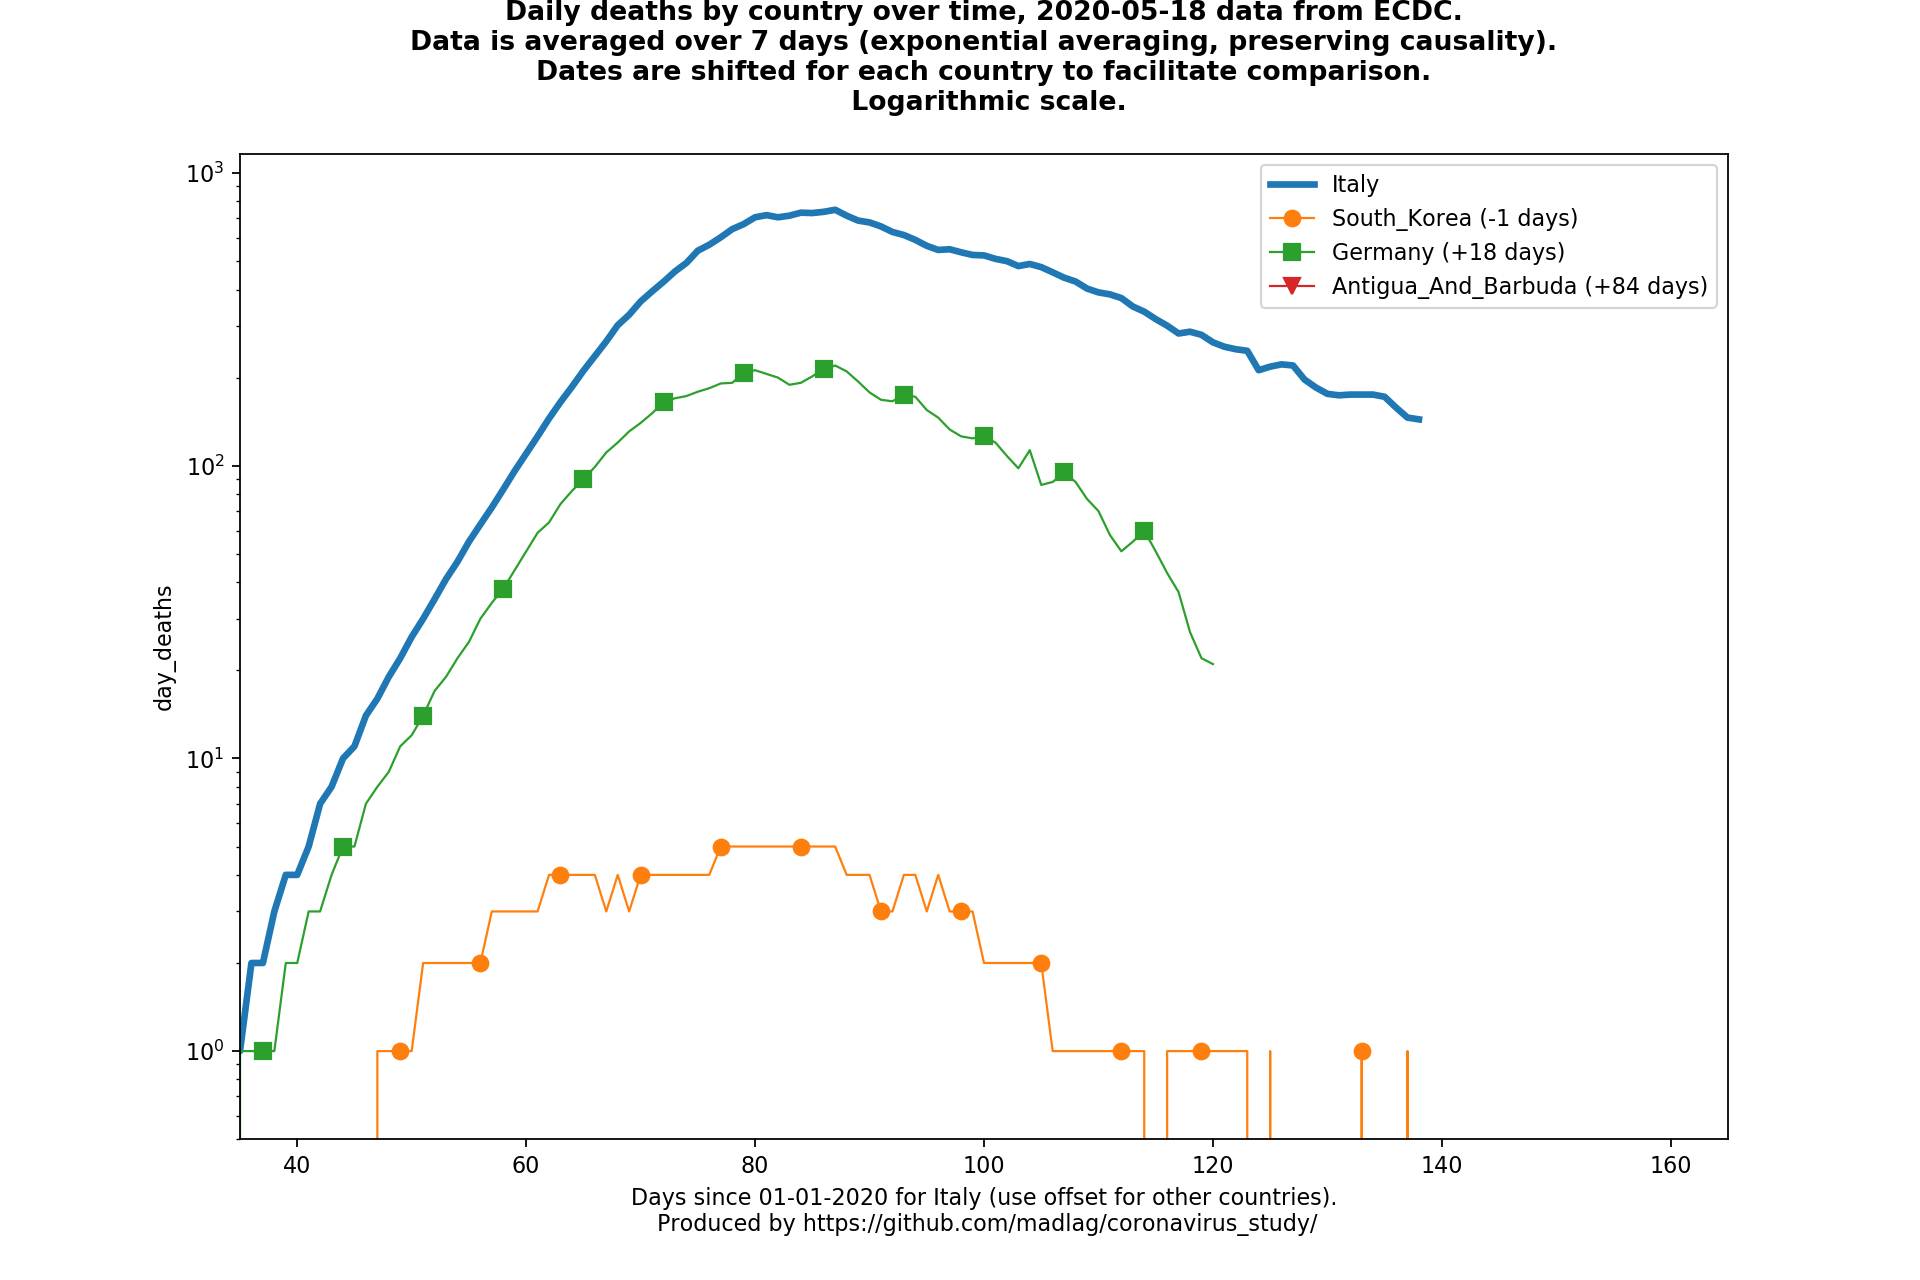 Daily deaths by country over time, 2020-05-18 data from ECDC.
Data is averaged over 7 days (exponential averaging, preserving causality).
Dates are shifted for each country to facilitate comparison.
Logarithmic scale.
Italy
South_Korea (-1 days)
Germany (+18 days)
Antigua_And_Barbuda (+84 days)
day_deaths
10³
10²
10¹
10⁰
40 60 80 100 120 140 160
Days since 01-01-2020 for Italy (use offset for other countries).
Produced by https://github.com/madlag/coronavirus_study/